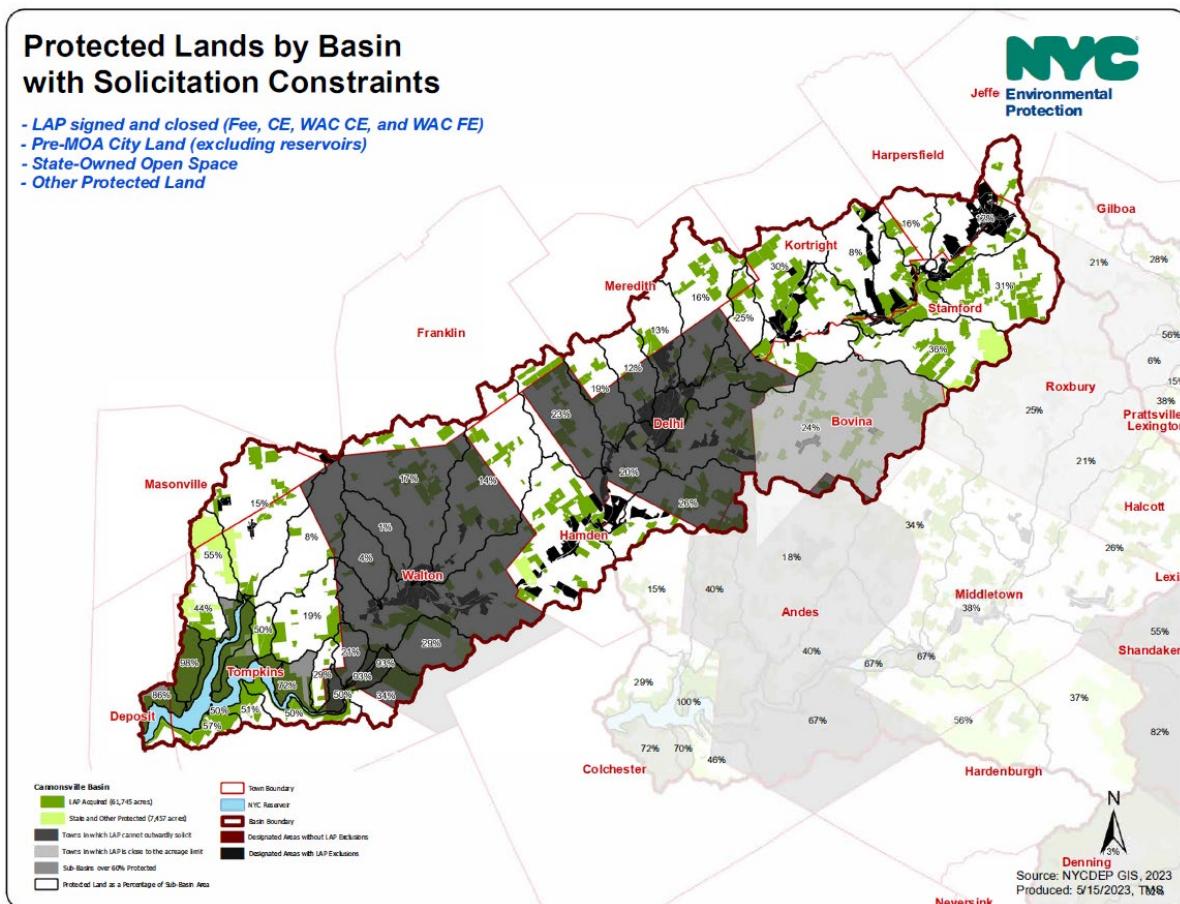 Protected Lands by Basin
with Solicitation Constraints
- LAP signed and closed (Fee, CE, WAC CE, and WAC FE)
- Pre-MOA City Land (excluding reservoirs)
- State-Owned Open Space
- Other Protected Land
NYC
Environmental
Protection
Jeffe
Harpersfield
Gilboa
16%
12%
Kortright
8%
21%
28%
30%
Meredith
16%
31%
Stamford
25%
Franklin
13%
56%
36%
12%
6%
19%
Roxbury
15%
38%
23%
25%
Prattsville
Lexington
Delhi
24%
Bovina
21%
17%
14%
20%
Masonville
15%
26%
Halcott
8%
1%
34%
Hamden
26%
55%
4%
18%
Walton
Lexi
15%
40%
Middletown
38%
44%
19%
Andes
50%
55%
29%
Shandaken
21%
93%
40%
98%
Tompkins
29%
93%
67%
67%
72%
29%
86%
34%
37%
50%
50%
51%
50%
100%
Deposit
57%
67%
56%
82%
72%
70%
46%
Colchester
Hardenburgh
Cannonsville Basin
LAP Acquired (61,745 acres)
State and Other Protected (7,457 acres)
Towns in which LAP cannot outwardly solicit
Towns in which LAP is close to the acreage limit
Sub-Basins over 60% Protected
Protected Land as a Percentage of Sub-Basin Area
Town Boundary
NYC Reservoir
Basin Boundary
Designated Areas without LAP Exclusions
Designated Areas with LAP Exclusions
N
Denning
Source: NYCDEP GIS, 2023
Produced: 5/15/2023, TMS
Neversink